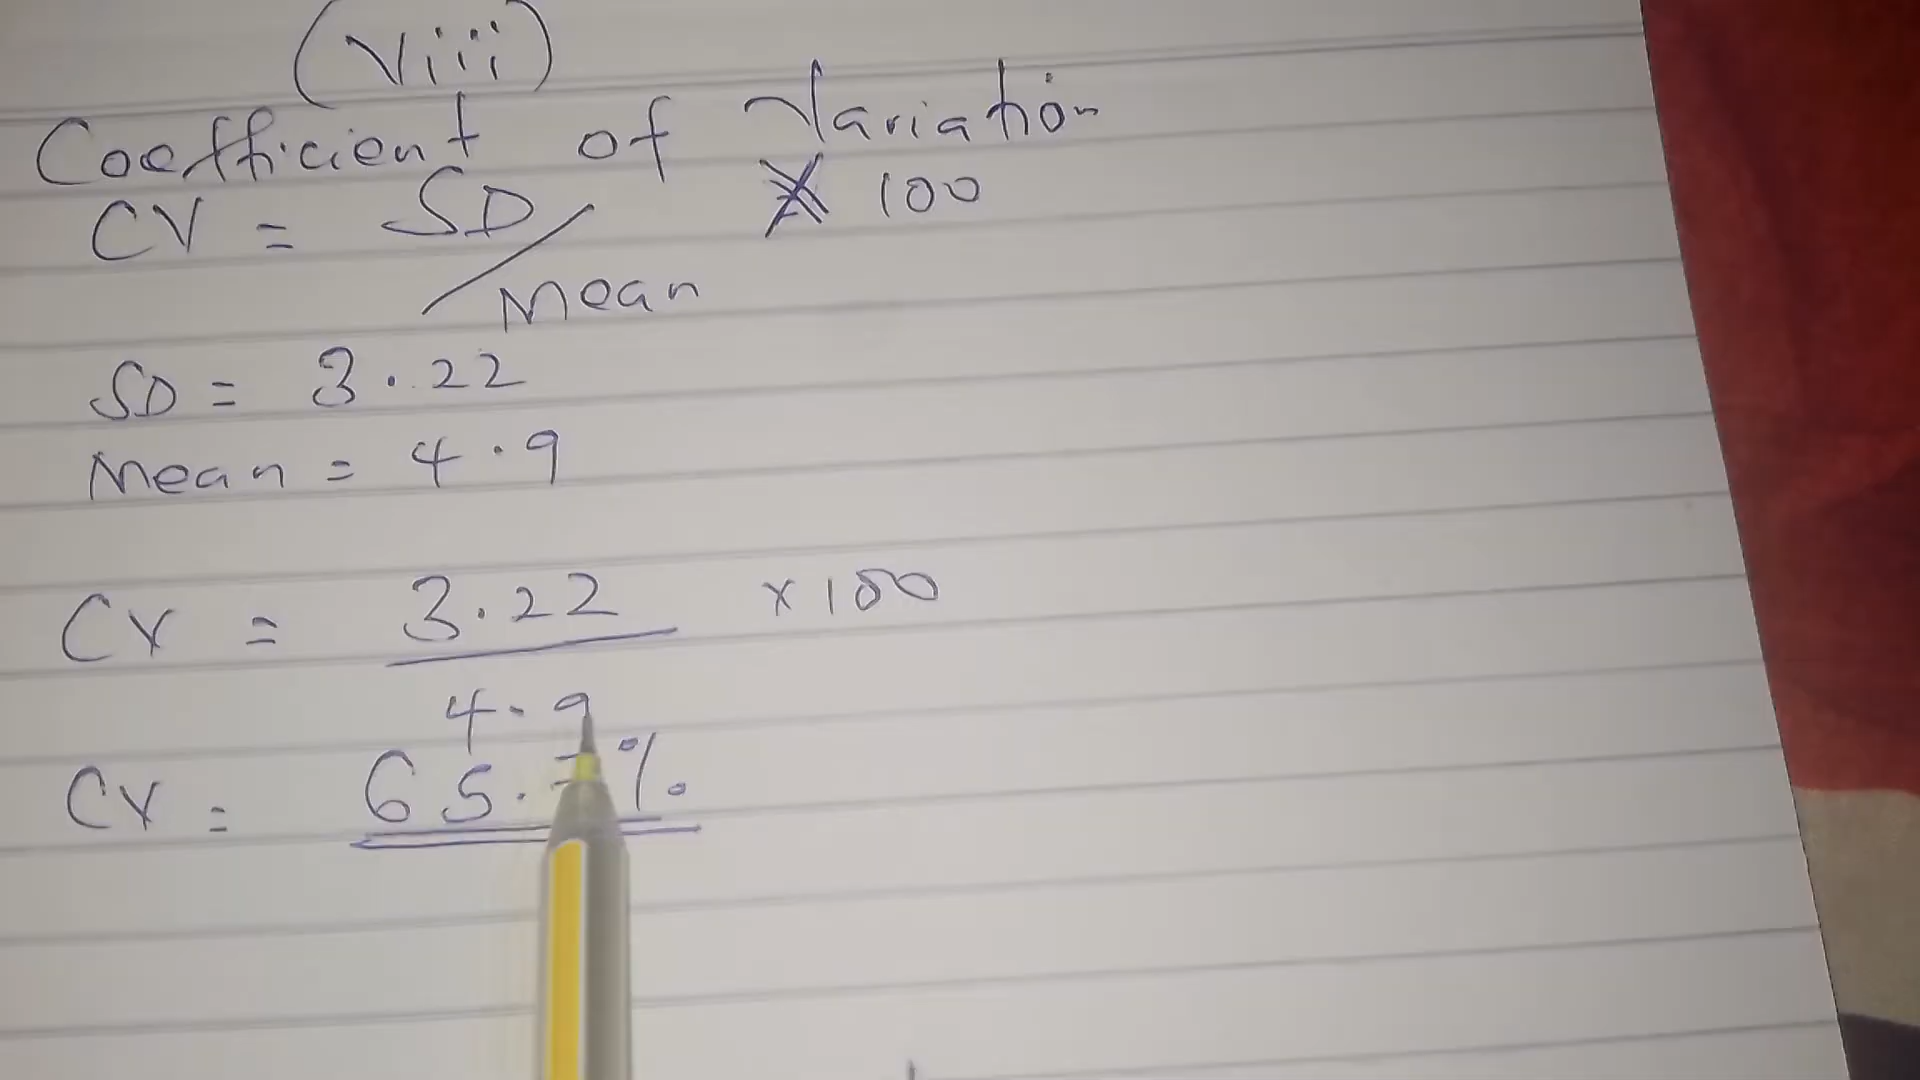 (viii)
Coefficient of Variation
CV = SD/Mean X 100
SD = 3.22
Mean = 4.9
CV = 3.22 x 100
4.9
CV = 65. %